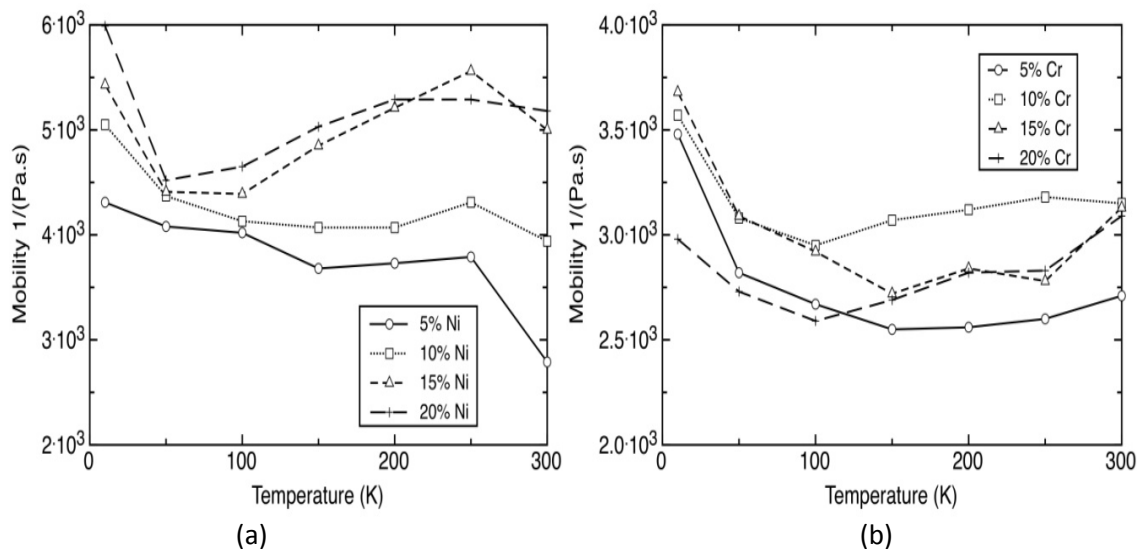 6·10³
5·10³
4·10³
3·10³
2·10³
Mobility 1/(Pa.s)
0 100 200 300
Temperature (K)
5% Ni
10% Ni
15% Ni
20% Ni
(a)
4.0·10³
3.5·10³
3.0·10³
2.5·10³
2.0·10³
Mobility 1/(Pa.s)
0 100 200 300
Temperature (K)
5% Cr
10% Cr
15% Cr
20% Cr
(b)